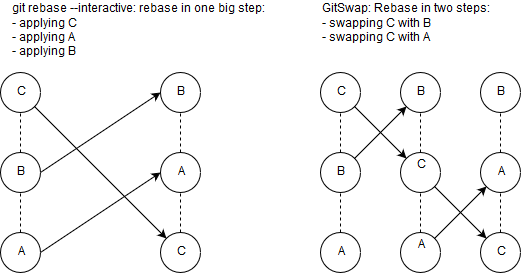 git rebase --interactive: rebase in one big step:
- applying C
- applying A
- applying B
GitSwap: Rebase in two steps:
- swapping C with B
- swapping C with A
C B C B B
B A B C A
A C A A C